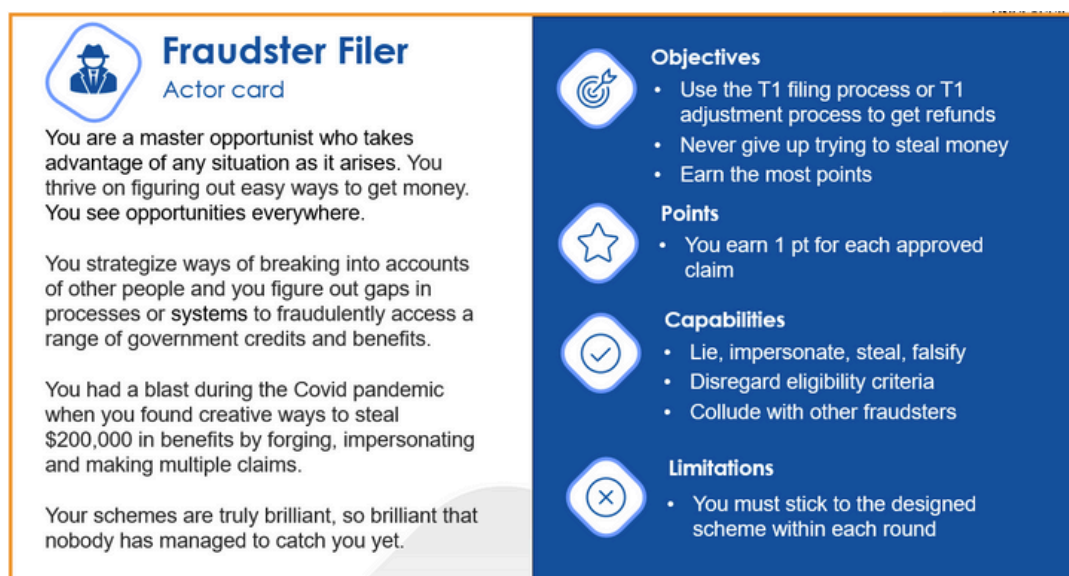 Fraudster Filer
Actor card
You are a master opportunist who takes
advantage of any situation as it arises. You
thrive on figuring out easy ways to get money.
You see opportunities everywhere.
You strategize ways of breaking into accounts
of other people and you figure out gaps in
processes or systems to fraudulently access a
range of government credits and benefits.
You had a blast during the Covid pandemic
when you found creative ways to steal
$200,000 in benefits by forging, impersonating
and making multiple claims.
Your schemes are truly brilliant, so brilliant that
nobody has managed to catch you yet.
Objectives
• Use the T1 filing process or T1
adjustment process to get refunds
• Never give up trying to steal money
• Earn the most points
Points
• You earn 1 pt for each approved
claim
Capabilities
• Lie, impersonate, steal, falsify
• Disregard eligibility criteria
• Collude with other fraudsters
Limitations
• You must stick to the designed
scheme within each round